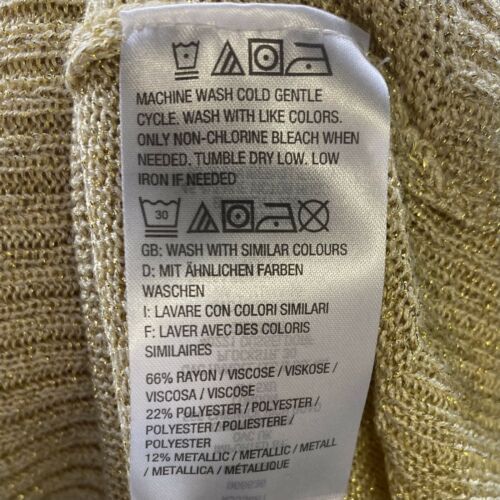 MACHINE WASH COLD GENTLE
CYCLE. WASH WITH LIKE COLORS.
ONLY NON-CHLORINE BLEACH WHEN
NEEDED. TUMBLE DRY LOW. LOW
IRON IF NEEDED
30
GB: WASH WITH SIMILAR COLOURS
D: MIT ÄHNLICHEN FARBEN
WASCHEN
I: LAVARE CON COLORI SIMILARI
F: LAVER AVEC DES COLORIS
SIMILAIRES
66% RAYON / VISCOSE / VISKOSE /
VISCOSA / VISCOSE
22% POLYESTER / POLYESTER /
POLYESTER / POLIESTERE /
POLYESTER
12% METALLIC / METALLIC / METALL
/ METALLICA / MÉTALLIQUE